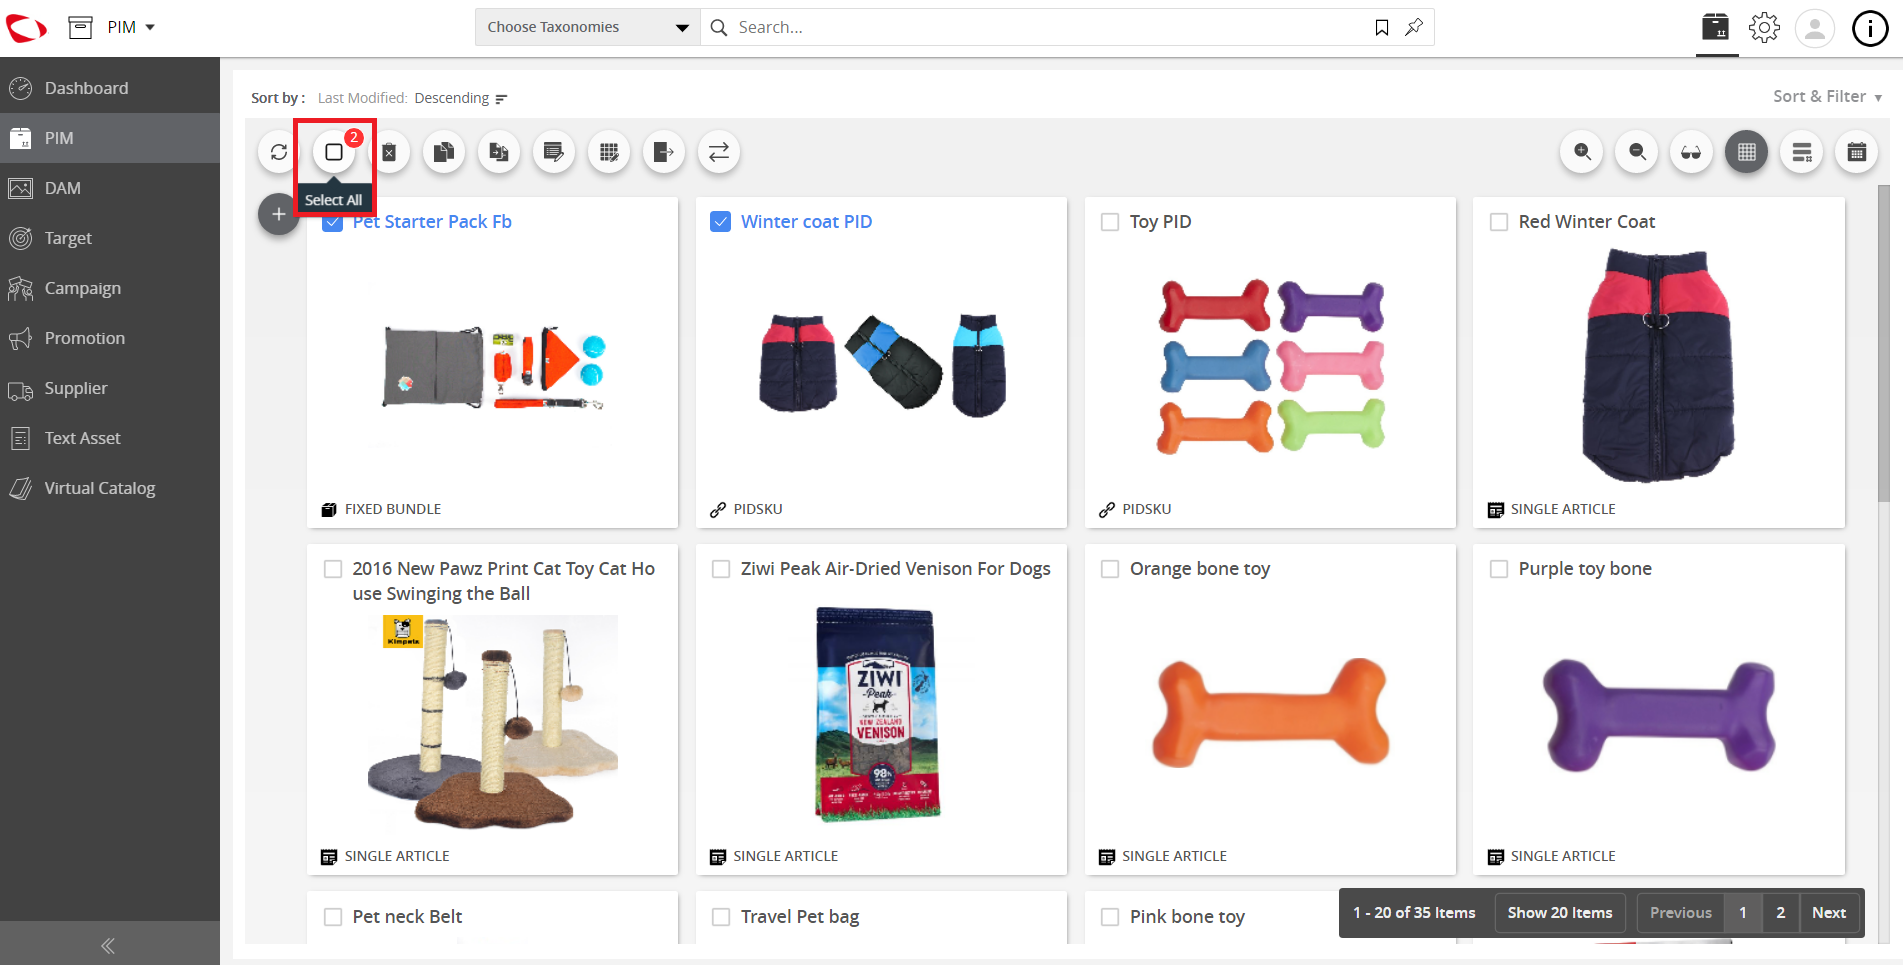 PIM
Choose Taxonomies
Search...
Dashboard
PIM
DAM
Target
Campaign
Promotion
Supplier
Text Asset
Virtual Catalog
Sort by : Last Modified: Descending
Sort & Filter
2
Select All
Pet Starter Pack Fb
FIXED BUNDLE
Winter coat PID
PIDSKU
Toy PID
PIDSKU
Red Winter Coat
SINGLE ARTICLE
2016 New Pawz Print Cat Toy Cat Ho
use Swinging the Ball
Kimpets
SINGLE ARTICLE
Ziwi Peak Air-Dried Venison For Dogs
ZIWI
Peak
NEW ZEALAND
VENISON
98%
SINGLE ARTICLE
Orange bone toy
SINGLE ARTICLE
Purple toy bone
SINGLE ARTICLE
Pet neck Belt
Travel Pet bag
Pink bone toy
1 - 20 of 35 Items
Show 20 Items
Previous
1
2
Next